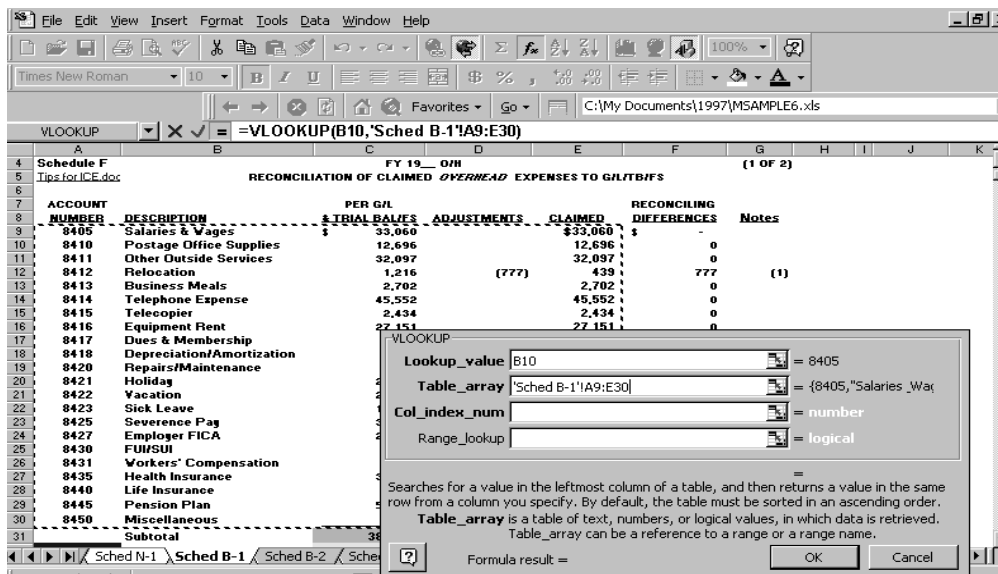 File Edit View Insert Format Tools Data Window Help
100%
Times New Roman 10 B I U $ % ,
Favorites Go C:\My Documents\1997\MSAMPLE6.xls
VLOOKUP =VLOOKUP(B10,'Sched B-1'!A9:E30)
A B C D E F G H I J K
4 Schedule F FY 19__ O/H (1 OF 2)
5 Tips for ICE.doc RECONCILIATION OF CLAIMED OVERHEAD EXPENSES TO G/L/TB/FS
6
7 ACCOUNT PER G/L RECONCILING
8 NUMBER DESCRIPTION & TRIAL BAL/FS ADJUSTMENTS CLAIMED DIFFERENCES Notes
9 8405 Salaries & Wages $ 33,060 $33,060 $ -
10 8410 Postage Office Supplies 12,696 12,696 0
11 8411 Other Outside Services 32,097 32,097 0
12 8412 Relocation 1,216 (777) 439 777 (1)
13 8413 Business Meals 2,702 2,702 0
14 8414 Telephone Expense 45,552 45,552 0
15 8415 Telecopier 2,434 2,434 0
16 8416 Equipment Rent 27,151 27,151 0
17 8417 Dues & Membership
18 8418 Depreciation/Amortization
19 8420 Repairs/Maintenance
20 8421 Holiday
21 8422 Vacation
22 8423 Sick Leave
23 8425 Severence Pay
24 8427 Employer FICA
25 8430 FUI/SUI
26 8431 Workers' Compensation
27 8435 Health Insurance
28 8440 Life Insurance
29 8445 Pension Plan
30 8450 Miscellaneous
31 Subtotal 38
VLOOKUP
Lookup_value B10 = 8405
Table_array 'Sched B-1'!A9:E30 = {8405,"Salaries _Wag
Col_index_num = number
Range_lookup = logical
=
Searches for a value in the leftmost column of a table, and then returns a value in the same
row from a column you specify. By default, the table must be sorted in an ascending order.
Table_array is a table of text, numbers, or logical values, in which data is retrieved.
Table_array can be a reference to a range or a range name.
Formula result = OK Cancel
Sched N-1 Sched B-1 Sched B-2 Sche